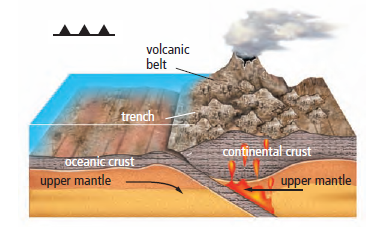 volcanic
belt
trench
continental crust
oceanic crust
upper mantle
upper mantle